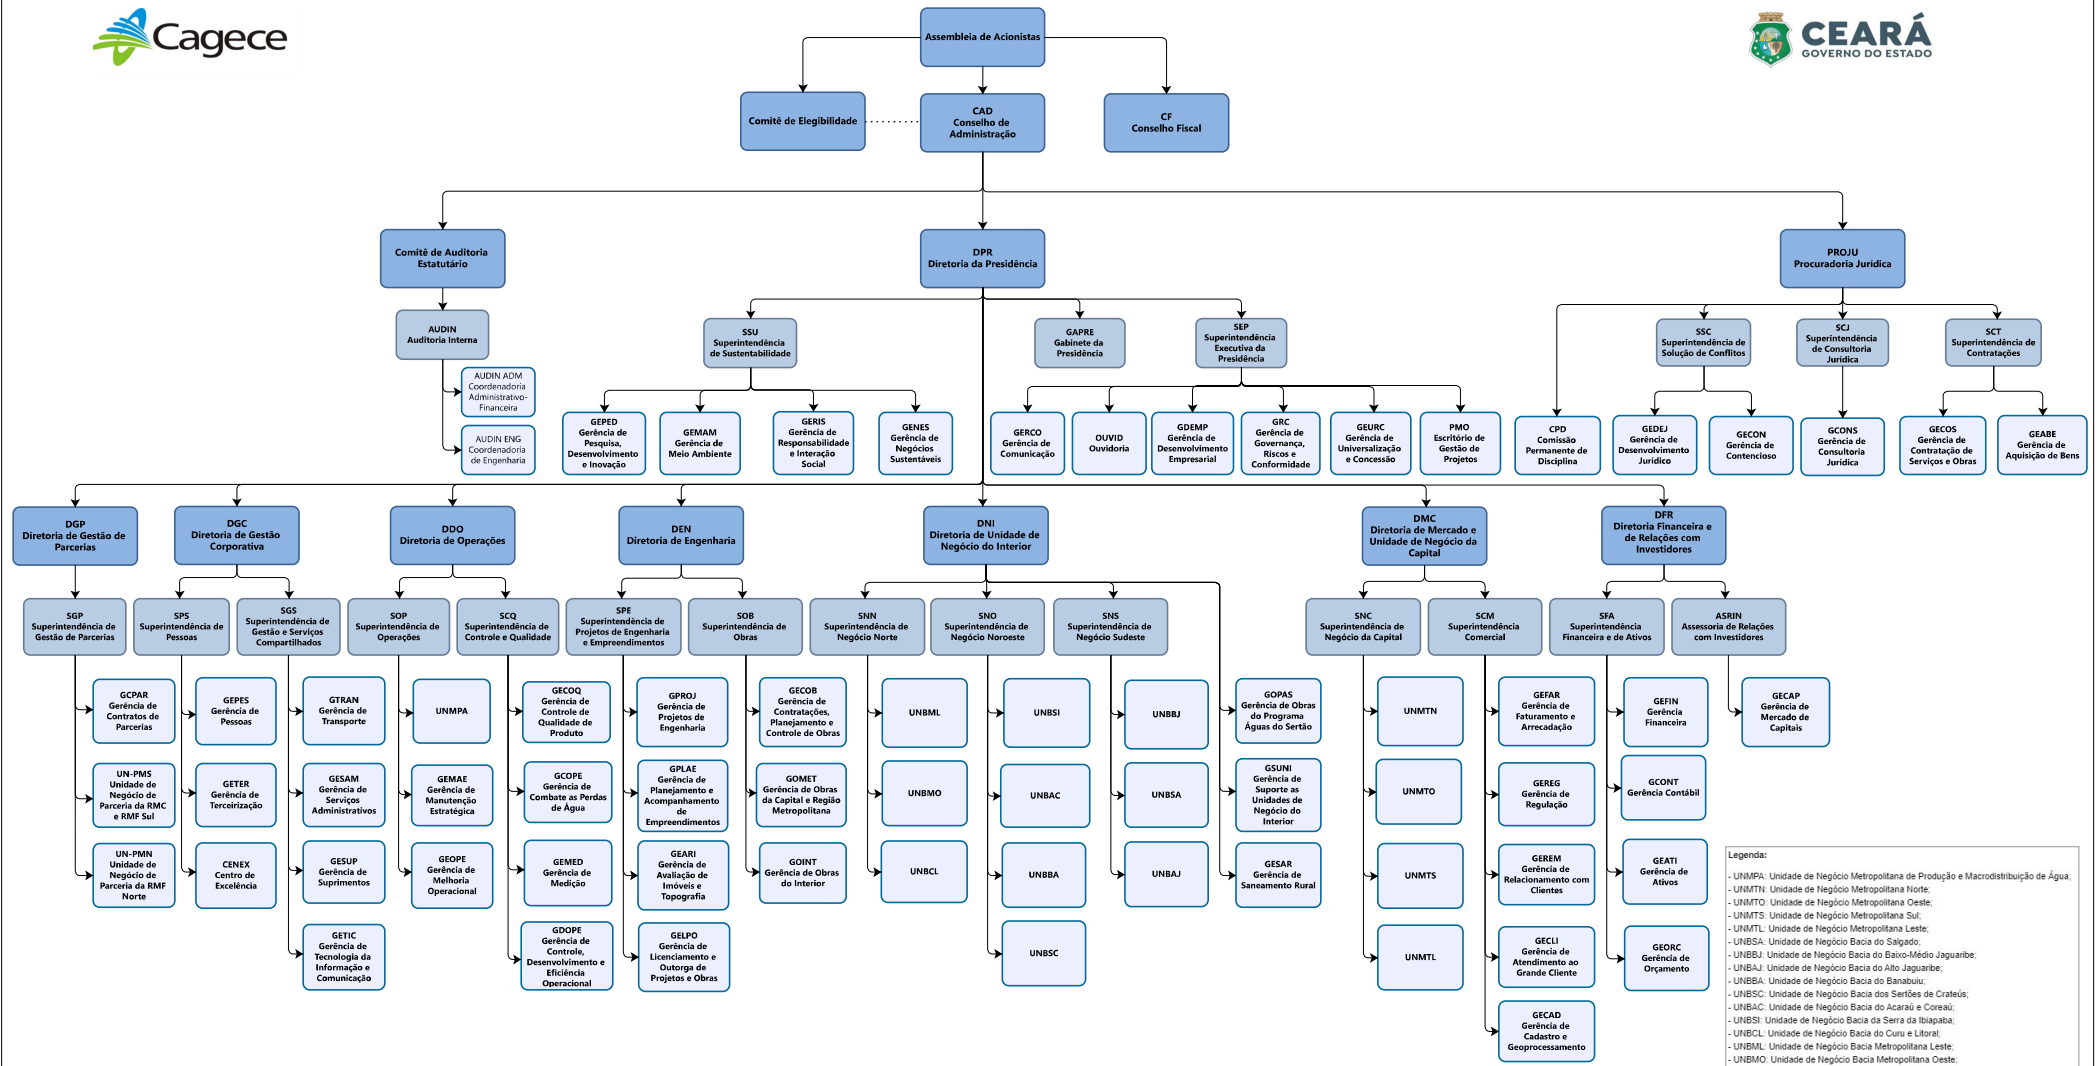 Cagece
CEARÁ
GOVERNO DO ESTADO
Assembleia de Acionistas
Comitê de Elegibilidade
CAD
Conselho de
Administração
CF
Conselho Fiscal
Comitê de Auditoria
Estatutário
DPR
Diretoria da Presidência
PROJU
Procuradoria Jurídica
AUDIN
Auditoria Interna
AUDIN ADM
Coordenadoria
Administrativo-
Financeira
AUDIN ENG
Coordenadoria
de Engenharia
SSU
Superintendência
de Sustentabilidade
GAPRE
Gabinete da
Presidência
SEP
Superintendência
Executiva da
Presidência
SSC
Superintendência de
Solução de Conflitos
SCJ
Superintendência
de Consultoria
Jurídica
SCT
Superintendência de
Contratações
GEPED
Gerência de
Pesquisa,
Desenvolvimento
e Inovação
GEMAM
Gerência de
Meio Ambiente
GERIS
Gerência de
Responsabilidade
e Interação
Social
GENES
Gerência de
Negócios
Sustentáveis
GERCO
Gerência de
Comunicação
OUVID
Ouvidoria
GDEMP
Gerência de
Desenvolvimento
Empresarial
GRC
Gerência de
Governança,
Riscos e
Conformidade
GEURC
Gerência de
Universalização
e Concessão
PMO
Escritório de
Gestão de
Projetos
CPD
Comissão
Permanente de
Disciplina
GEDEJ
Gerência de
Desenvolvimento
Jurídico
GECON
Gerência de
Contencioso
GCONS
Gerência de
Consultoria
Jurídica
GECOS
Gerência de
Contratação de
Serviços e Obras
GEABE
Gerência de
Aquisição de Bens
DGP
Diretoria de Gestão de
Parcerias
DGC
Diretoria de Gestão
Corporativa
DDO
Diretoria de Operações
DEN
Diretoria de Engenharia
DNI
Diretoria de Unidade de
Negócio do Interior
DMC
Diretoria de Mercado e
Unidade de Negócio da
Capital
DFR
Diretoria Financeira e
de Relações com
Investidores
SGP
Superintendência de
Gestão de Parcerias
SPS
Superintendência de
Pessoas
SGS
Superintendência de
Gestão e Serviços
Compartilhados
SOP
Superintendência de
Operações
SCQ
Superintendência de
Controle e Qualidade
SPE
Superintendência de
Projetos de Engenharia
e Empreendimentos
SOB
Superintendência de
Obras
SNN
Superintendência de
Negócio Norte
SNO
Superintendência de
Negócio Noroeste
SNS
Superintendência de
Negócio Sudeste
SNC
Superintendência de
Negócio da Capital
SCM
Superintendência
Comercial
SFA
Superintendência
Financeira e de Ativos
ASRIN
Assessoria de Relações
com Investidores
GCPAR
Gerência de
Contratos de
Parcerias
UN-PMS
Unidade de
Negócio de
Parceria da RMC
e RMF Sul
UN-PMN
Unidade de
Negócio de
Parceria da RMF
Norte
GEPES
Gerência de
Pessoas
GETER
Gerência de
Terceirização
CENEX
Centro de
Excelência
GTRAN
Gerência de
Transporte
GESAM
Gerência de
Serviços
Administrativos
GESUP
Gerência de
Suprimentos
GETIC
Gerência de
Tecnologia da
Informação e
Comunicação
UNMPA
GEMAE
Gerência de
Manutenção
Estratégica
GEOPE
Gerência de
Melhoria
Operacional
GECOQ
Gerência de
Controle de
Qualidade de
Produto
GCOPE
Gerência de
Combate as Perdas
de Água
GEMED
Gerência de
Medição
GDOPE
Gerência de
Controle,
Desenvolvimento e
Eficiência
Operacional
GPROJ
Gerência de
Projetos de
Engenharia
GPLAE
Gerência de
Planejamento e
Acompanhamento
de
Empreendimentos
GEARI
Gerência de
Avaliação de
Imóveis e
Topografia
GELPO
Gerência de
Licenciamento e
Outorga de
Projetos e Obras
GECOB
Gerência de
Contratações,
Planejamento e
Controle de Obras
GOMET
Gerência de Obras
da Capital e Região
Metropolitana
GOINT
Gerência de Obras
do Interior
UNBML
UNBMO
UNBCL
UNBSI
UNBAC
UNBBA
UNBSC
UNBBJ
UNBSA
UNBAJ
GOPAS
Gerência de Obras
do Programa
Águas do Sertão
GSUNI
Gerência de
Suporte as
Unidades de
Negócio do
Interior
GESAR
Gerência de
Saneamento Rural
UNMTN
UNMTO
UNMTS
UNMTL
GEFAR
Gerência de
Faturamento e
Arrecadação
GEREG
Gerência de
Regulação
GEREM
Gerência de
Relacionamento com
Clientes
GECLI
Gerência de
Atendimento ao
Grande Cliente
GECAD
Gerência de
Cadastro e
Geoprocessamento
GEFIN
Gerência
Financeira
GCONT
Gerência Contábil
GEATI
Gerência de
Ativos
GEORC
Gerência de
Orçamento
GECAP
Gerência de
Mercado de
Capitais
Legenda:
- UNMPA: Unidade de Negócio Metropolitana de Produção e Macrodistribuição de Água;
- UNMTN: Unidade de Negócio Metropolitana Norte;
- UNMTO: Unidade de Negócio Metropolitana Oeste;
- UNMTS: Unidade de Negócio Metropolitana Sul;
- UNMTL: Unidade de Negócio Metropolitana Leste;
- UNBSA: Unidade de Negócio Bacia do Salgado;
- UNBBJ: Unidade de Negócio Bacia do Baixo-Médio Jaguaribe;
- UNBAJ: Unidade de Negócio Bacia do Alto Jaguaribe;
- UNBBA: Unidade de Negócio Bacia do Banabuiu;
- UNBSC: Unidade de Negócio Bacia dos Sertões de Crateús;
- UNBAC: Unidade de Negócio Bacia do Acaraú e Coreaú;
- UNBSI: Unidade de Negócio Bacia da Serra da Ibiapaba;
- UNBCL: Unidade de Negócio Bacia do Curu e Litoral;
- UNBML: Unidade de Negócio Bacia Metropolitana Leste;
- UNBMO: Unidade de Negócio Bacia Metropolitana Oeste;